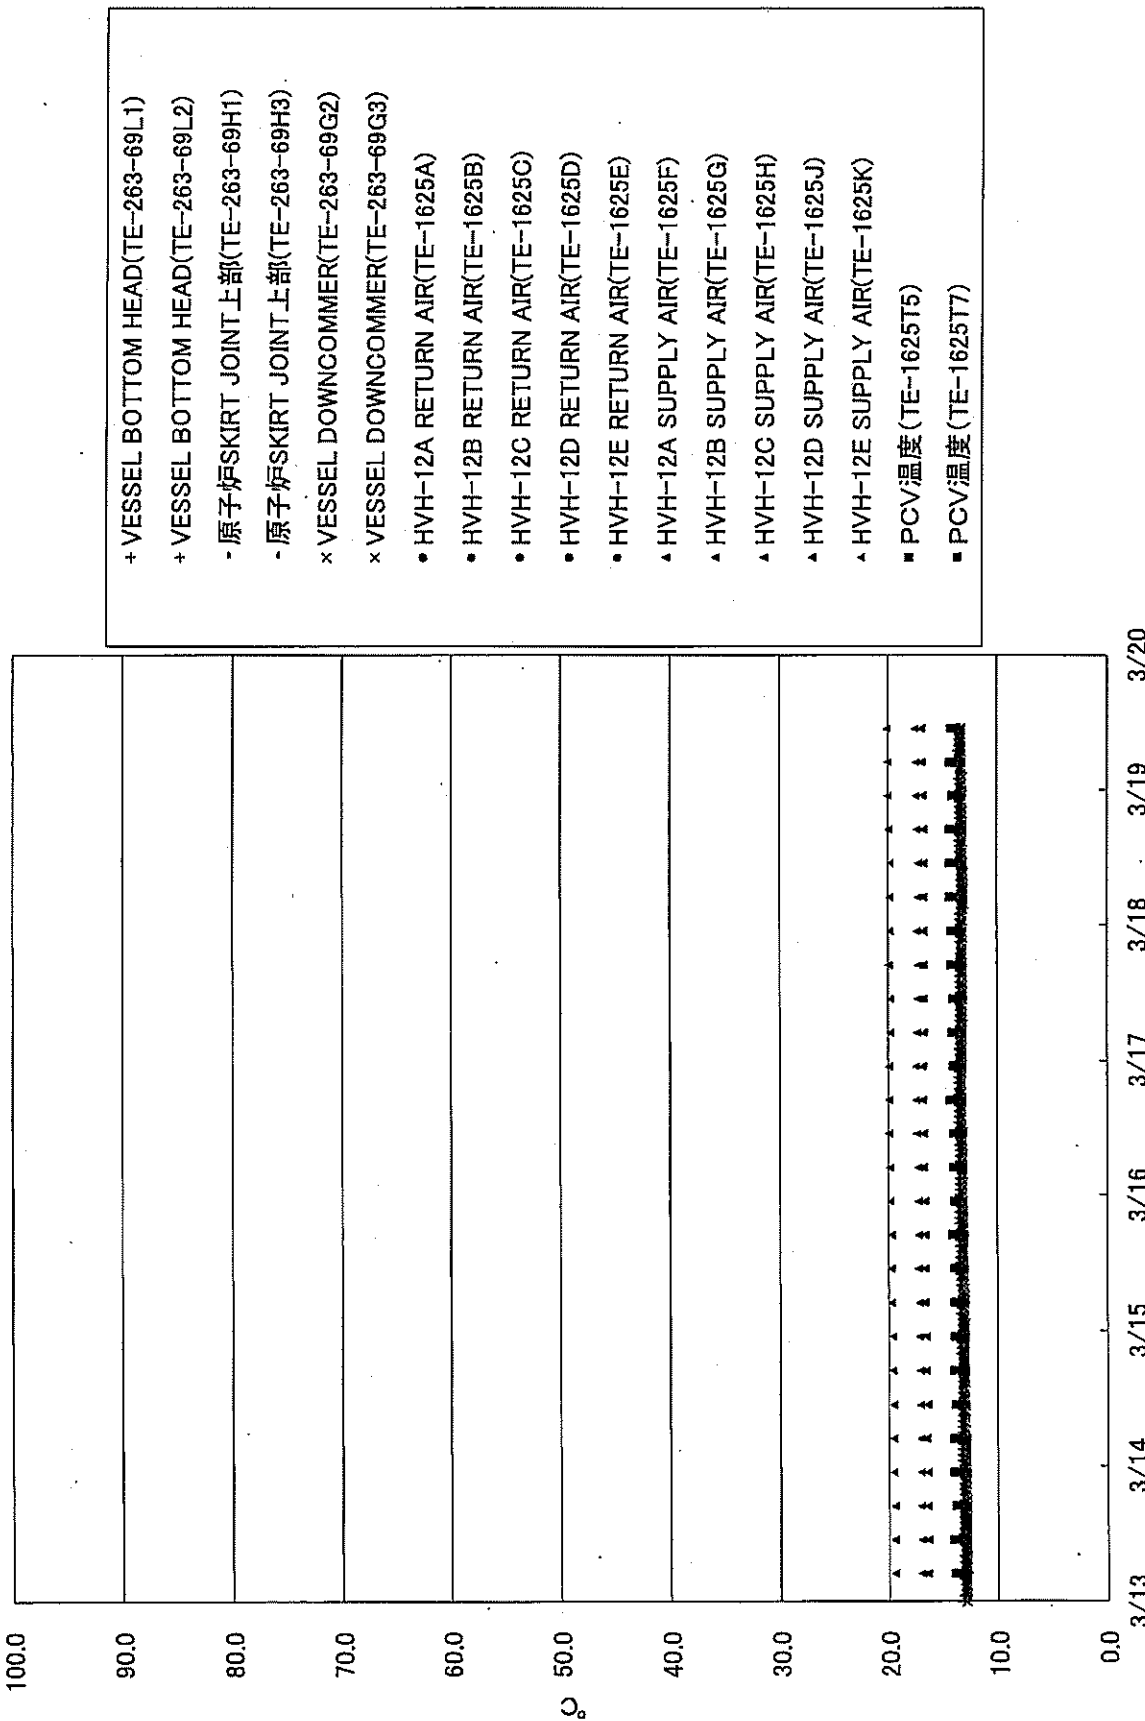 100.0
90.0
80.0
70.0
60.0
50.0
40.0
30.0
20.0
10.0
0.0
℃
3/13
3/14
3/15
3/16
3/17
3/18
3/19
3/20
+ VESSEL BOTTOM HEAD(TE-263-69L1)
+ VESSEL BOTTOM HEAD(TE-263-69L2)
- 原子炉SKIRT JOINT上部(TE-263-69H1)
- 原子炉SKIRT JOINT上部(TE-263-69H3)
× VESSEL DOWNCOMMER(TE-263-69G2)
× VESSEL DOWNCOMMER(TE-263-69G3)
● HVH-12A RETURN AIR(TE-1625A)
● HVH-12B RETURN AIR(TE-1625B)
● HVH-12C RETURN AIR(TE-1625C)
● HVH-12D RETURN AIR(TE-1625D)
● HVH-12E RETURN AIR(TE-1625E)
▲ HVH-12A SUPPLY AIR(TE-1625F)
▲ HVH-12B SUPPLY AIR(TE-1625G)
▲ HVH-12C SUPPLY AIR(TE-1625H)
▲ HVH-12D SUPPLY AIR(TE-1625J)
▲ HVH-12E SUPPLY AIR(TE-1625K)
■ PCV温度(TE-1625T5)
■ PCV温度(TE-1625T7)